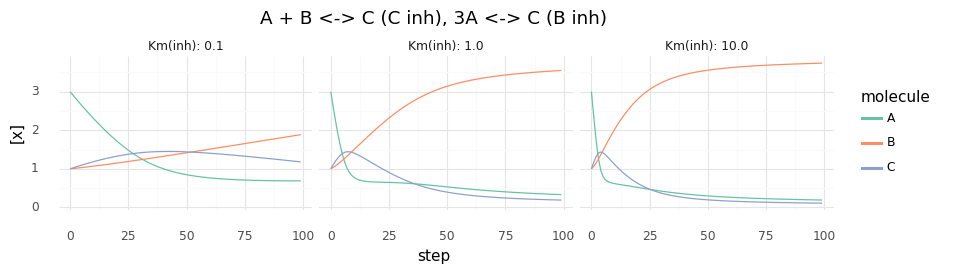 A + B <-> C (C inh), 3A <-> C (B inh)
Km(inh): 0.1
Km(inh): 1.0
Km(inh): 10.0
[x]
3
2
1
0
0 25 50 75 100
0 25 50 75 100
0 25 50 75 100
step
molecule
A
B
C